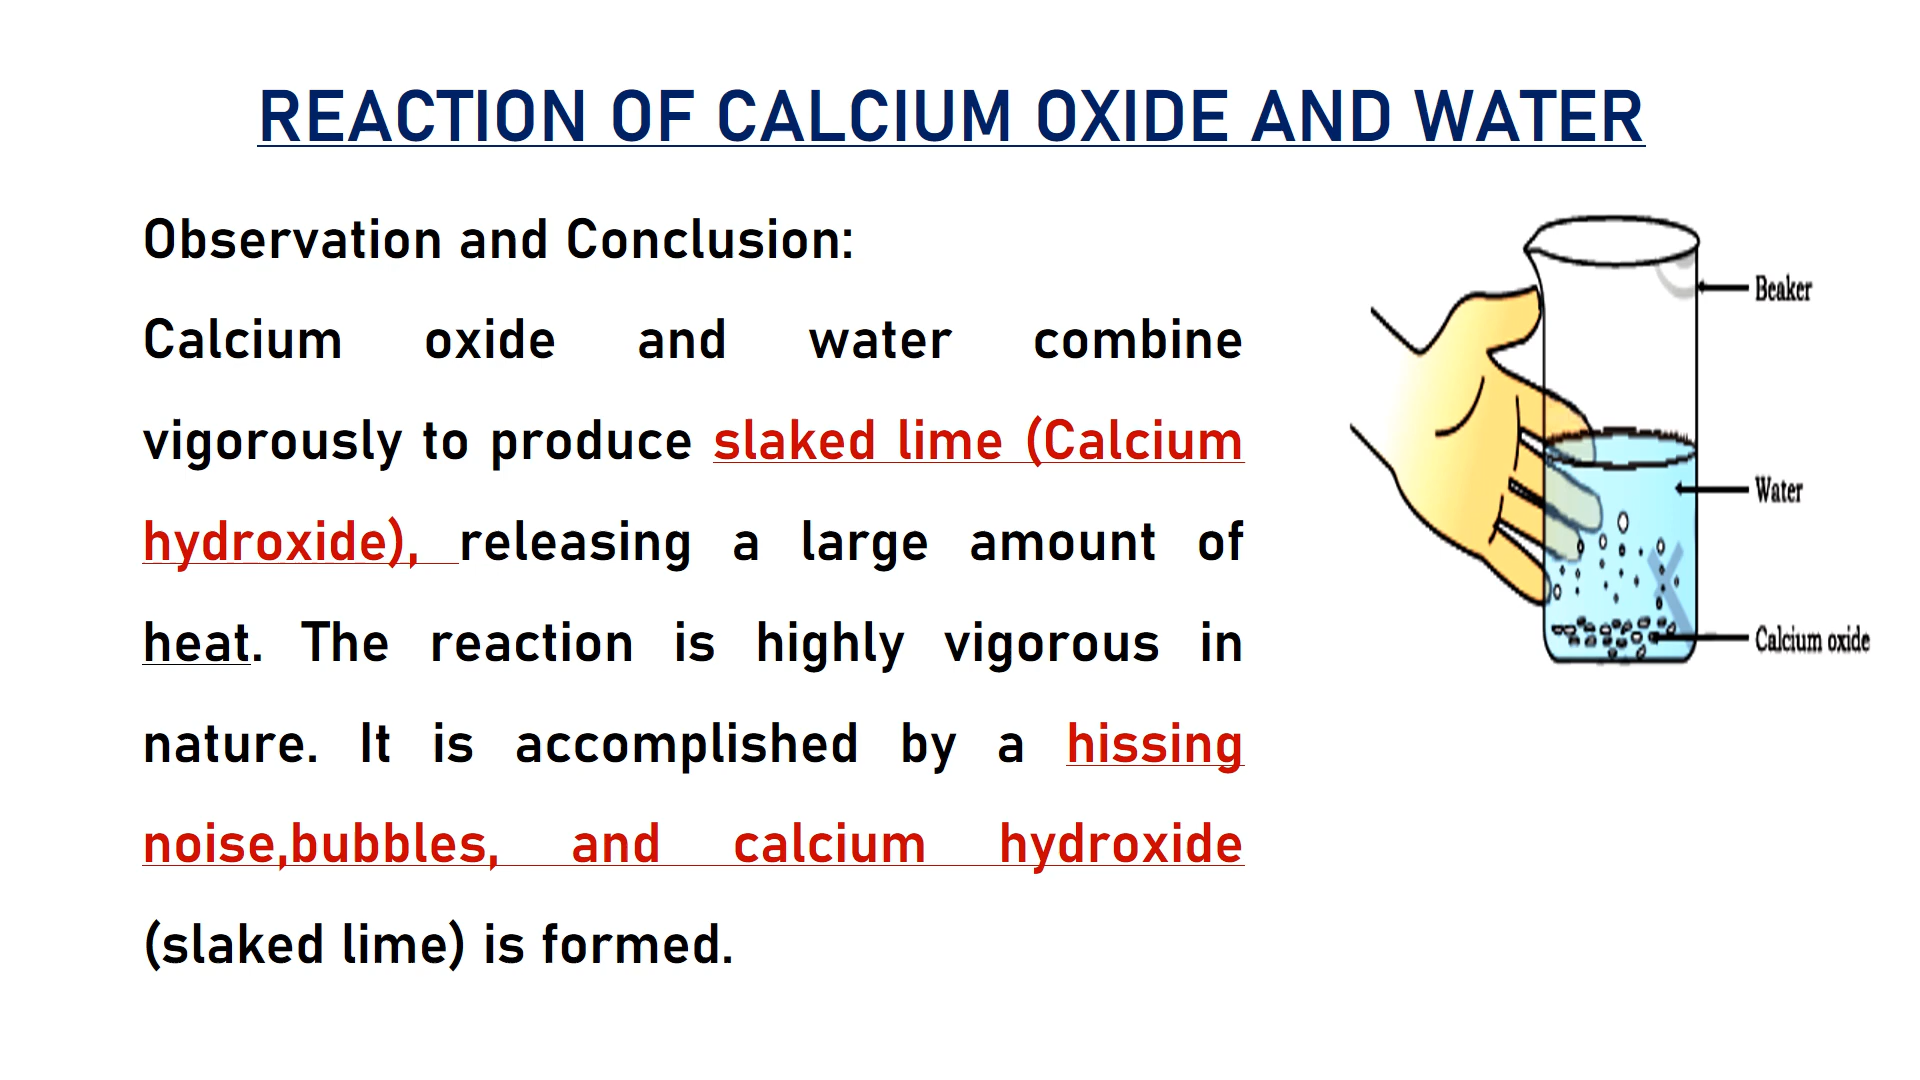 REACTION OF CALCIUM OXIDE AND WATER
Observation and Conclusion:
Calcium oxide and water combine
vigorously to produce slaked lime (Calcium
hydroxide), releasing a large amount of
heat. The reaction is highly vigorous in
nature. It is accomplished by a hissing
noise,bubbles, and calcium hydroxide
(slaked lime) is formed.
Beaker
Water
Calcium oxide